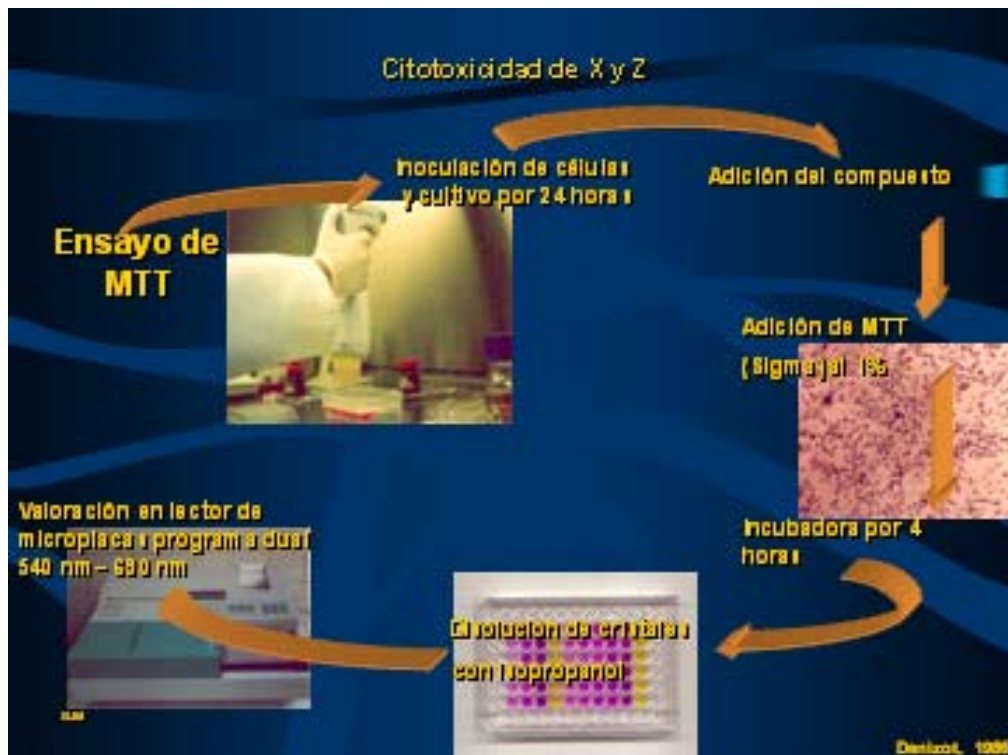 Citotoxicidad de X y Z
Ensayo de
MTT
Inoculación de células
y cultivo por 24 horas
Adición del compuesto
Adición de MTT
(Sigma)al 1%
Incubadora por 4
horas
Disolución de cristales
con Isopropanol
Valoración en lector de
microplacas programa dual
540 nm – 690 nm
Denizot,